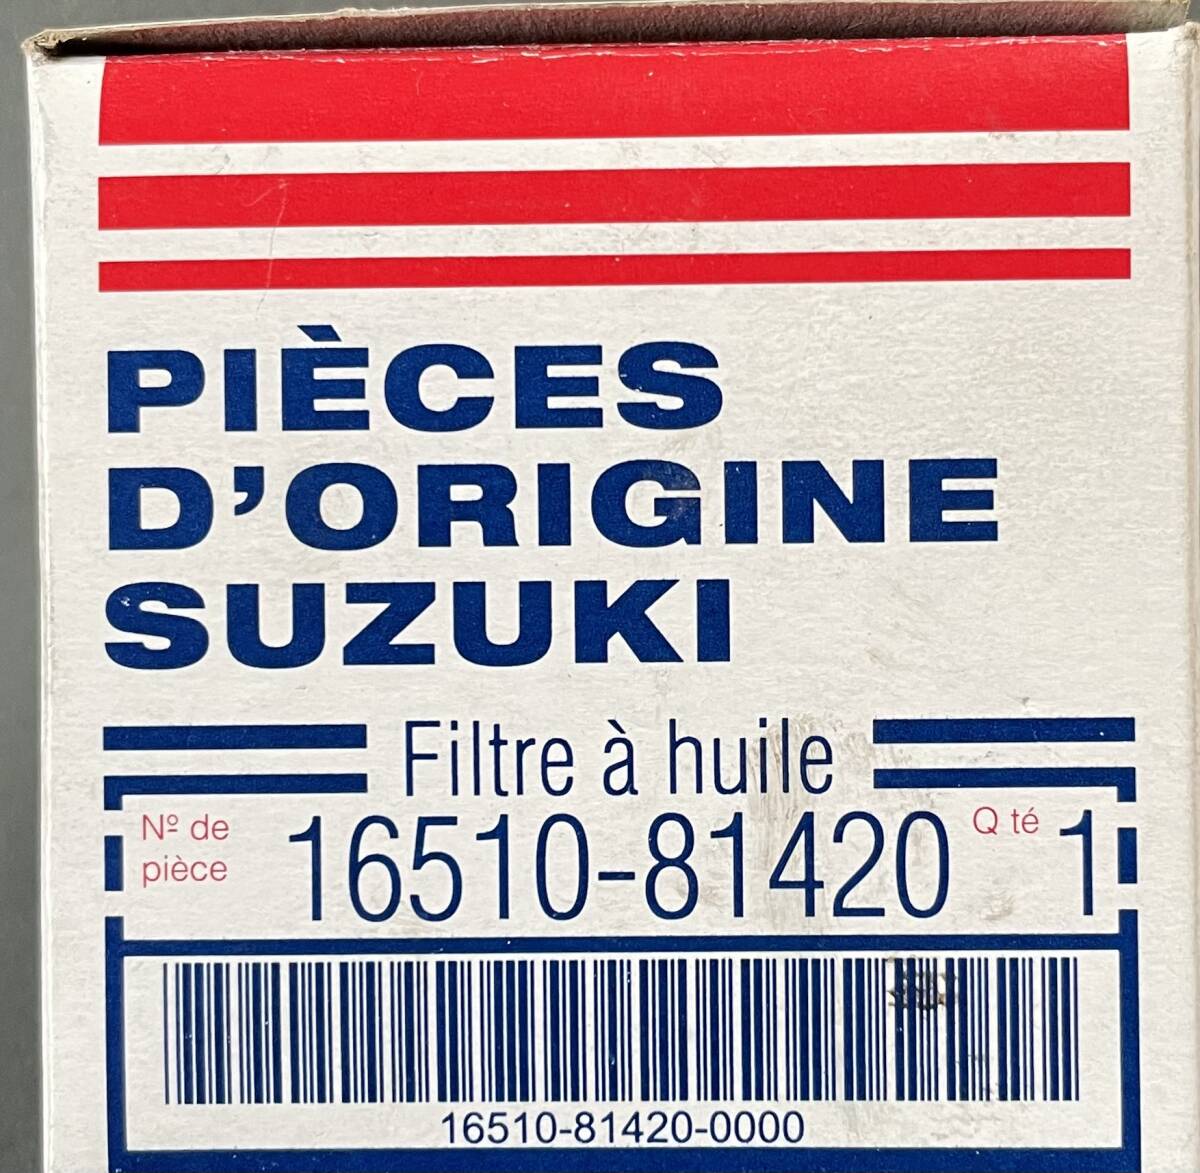 PIÈCES
D'ORIGINE
SUZUKI
Filtre à huile
Nº de pièce 16510-81420 Q té 1
16510-81420-0000